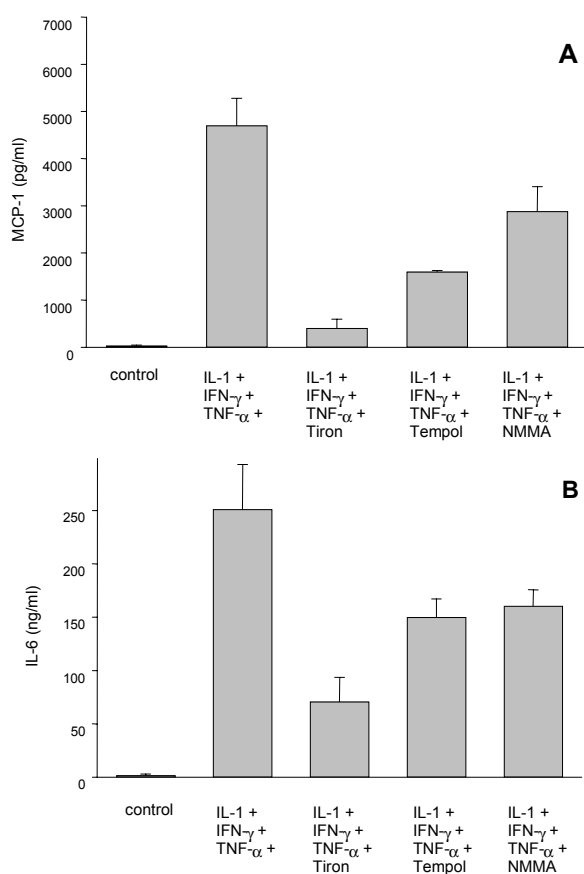 7000
A
6000
5000
4000
3000
2000
1000
0
MCP-1 (pg/ml)
control
IL-1 +
IFN-γ +
TNF-α +
IL-1 +
IFN-γ +
TNF-α +
Tiron
IL-1 +
IFN-γ +
TNF-α +
Tempol
IL-1 +
IFN-γ +
TNF-α +
NMMA
B
250
200
150
100
50
0
IL-6 (ng/ml)
control
IL-1 +
IFN-γ +
TNF-α +
IL-1 +
IFN-γ +
TNF-α +
Tiron
IL-1 +
IFN-γ +
TNF-α +
Tempol
IL-1 +
IFN-γ +
TNF-α +
NMMA